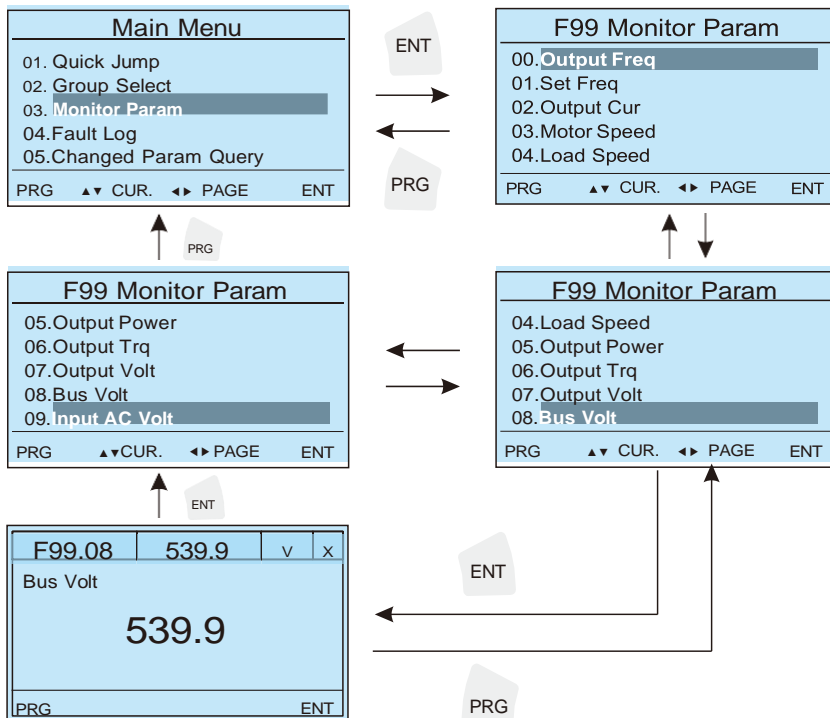 Main Menu
01. Quick Jump
02. Group Select
03. Monitor Param
04.Fault Log
05.Changed Param Query
PRG ▲▼ CUR. ◄► PAGE ENT
ENT
PRG
F99 Monitor Param
00.Output Freq
01.Set Freq
02.Output Cur
03.Motor Speed
04.Load Speed
PRG ▲▼ CUR. ◄► PAGE ENT
PRG
F99 Monitor Param
05.Output Power
06.Output Trq
07.Output Volt
08.Bus Volt
09.Input AC Volt
PRG ▲▼CUR. ◄► PAGE ENT
F99 Monitor Param
04.Load Speed
05.Output Power
06.Output Trq
07.Output Volt
08.Bus Volt
PRG ▲▼ CUR. ◄► PAGE ENT
ENT
F99.08 539.9 V X
Bus Volt
539.9
PRG ENT
ENT
PRG